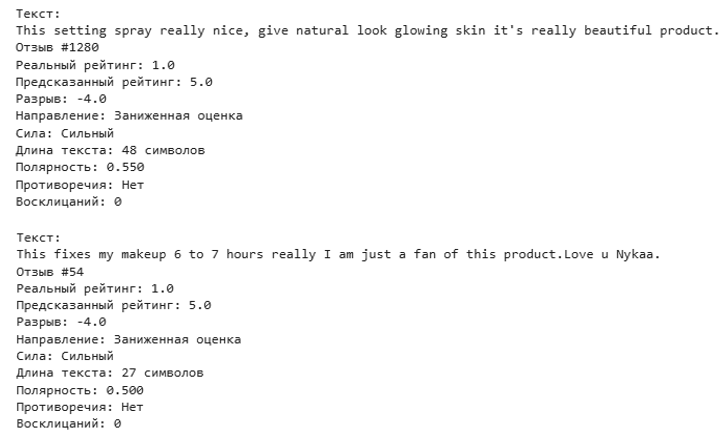 Текст:
This setting spray really nice, give natural look glowing skin it's really beautiful product.
Отзыв #1280
Реальный рейтинг: 1.0
Предсказанный рейтинг: 5.0
Разрыв: -4.0
Направление: Заниженная оценка
Сила: Сильный
Длина текста: 48 символов
Полярность: 0.550
Противоречия: Нет
Восклицаний: 0
Текст:
This fixes my makeup 6 to 7 hours really I am just a fan of this product.Love u Nykaa.
Отзыв #54
Реальный рейтинг: 1.0
Предсказанный рейтинг: 5.0
Разрыв: -4.0
Направление: Заниженная оценка
Сила: Сильный
Длина текста: 27 символов
Полярность: 0.500
Противоречия: Нет
Восклицаний: 0